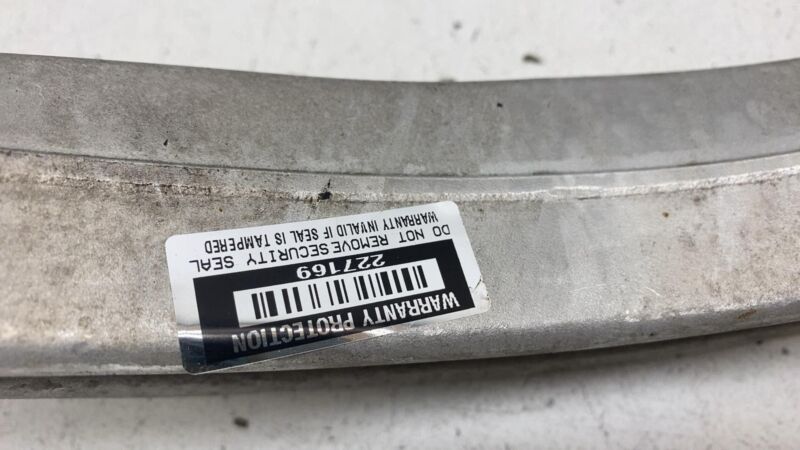 WARRANTY PROTECTION
227169
DO NOT REMOVE SECURITY SEAL
WARRANTY INVALID IF SEAL IS TAMPERED